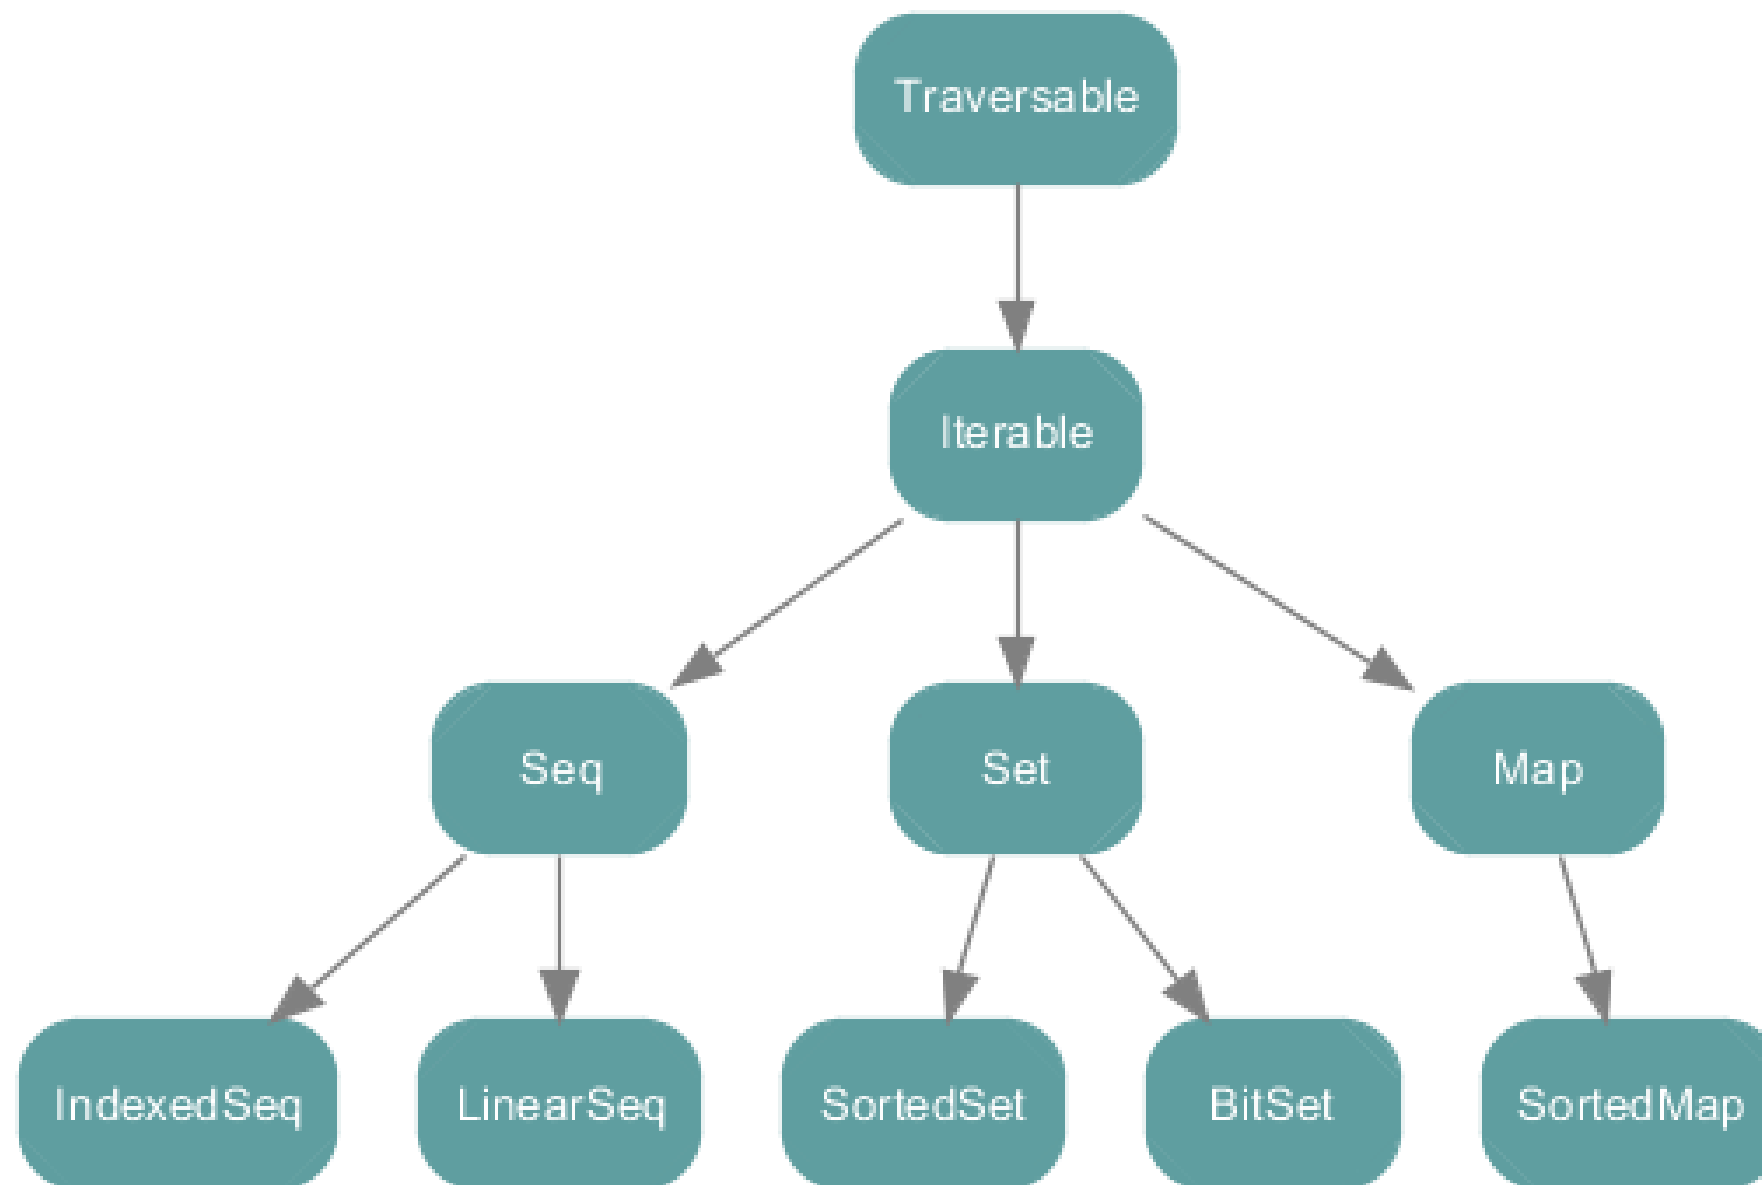 Traversable
Iterable
Seq
Set
Map
IndexedSeq
LinearSeq
SortedSet
BitSet
SortedMap